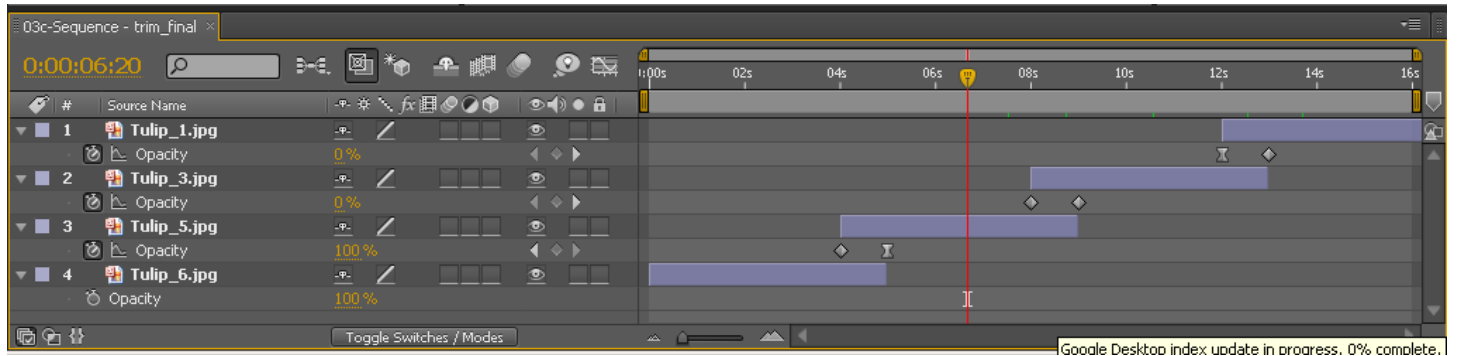 03c-Sequence - trim_final ×
0:00:06:20
:00s 02s 04s 06s 08s 10s 12s 14s 16s
# Source Name fx
1 Tulip_1.jpg
Opacity 0%
2 Tulip_3.jpg
Opacity 0%
3 Tulip_5.jpg
Opacity 100%
4 Tulip_6.jpg
Opacity 100%
Toggle Switches / Modes
Google Desktop index update in progress. 0% complete.